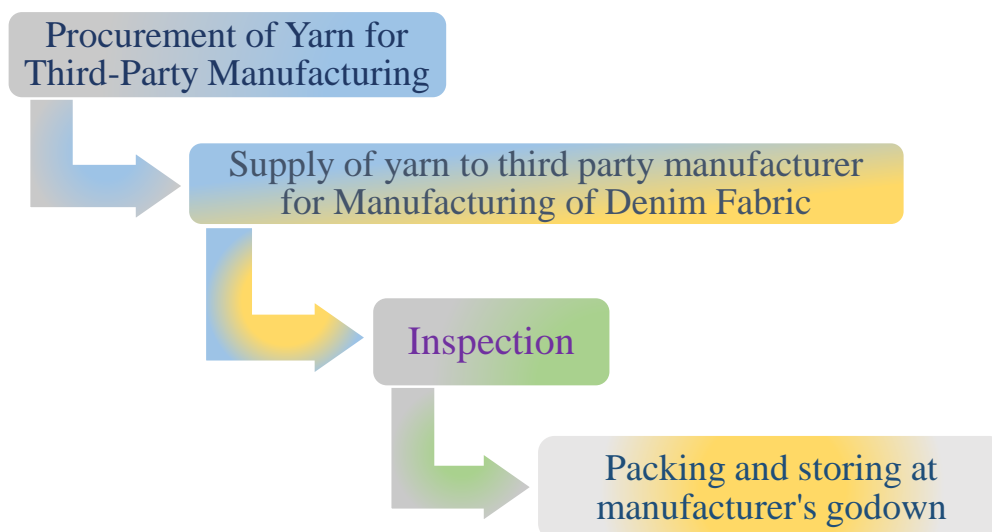 Procurement of Yarn for
Third-Party Manufacturing
Supply of yarn to third party manufacturer
for Manufacturing of Denim Fabric
Inspection
Packing and storing at
manufacturer's godown